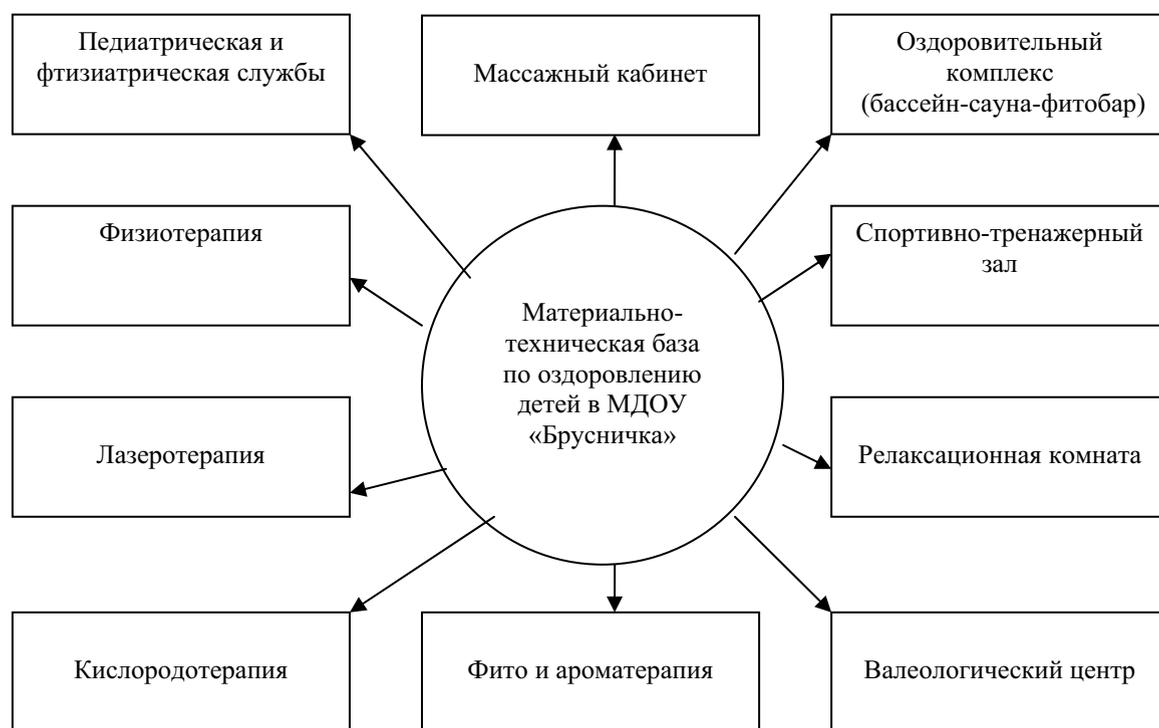 Педиатрическая и
фтизиатрическая службы
Массажный кабинет
Оздоровительный
комплекс
(бассейн-сауна-фитобар)
Физиотерапия
Спортивно-тренажерный
зал
Материально-
техническая база
по оздоровлению
детей в МДОУ
«Брусничка»
Лазеротерапия
Релаксационная комната
Кислородотерапия
Фито и ароматерапия
Валеологический центр